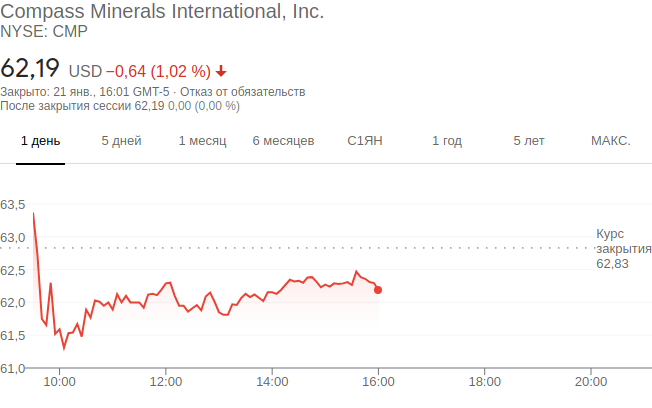 Compass Minerals International, Inc.
NYSE: CMP
62,19 USD −0,64 (1,02 %)
Закрыто: 21 янв., 16:01 GMT-5 · Отказ от обязательств
После закрытия сессии 62,19 0,00 (0,00 %)
1 день 5 дней 1 месяц 6 месяцев С1ЯН 1 год 5 лет МАКС.
63,5
63,0
62,5
62,0
61,5
61,0
Курс
закрытия
62,83
10:00 12:00 14:00 16:00 18:00 20:00